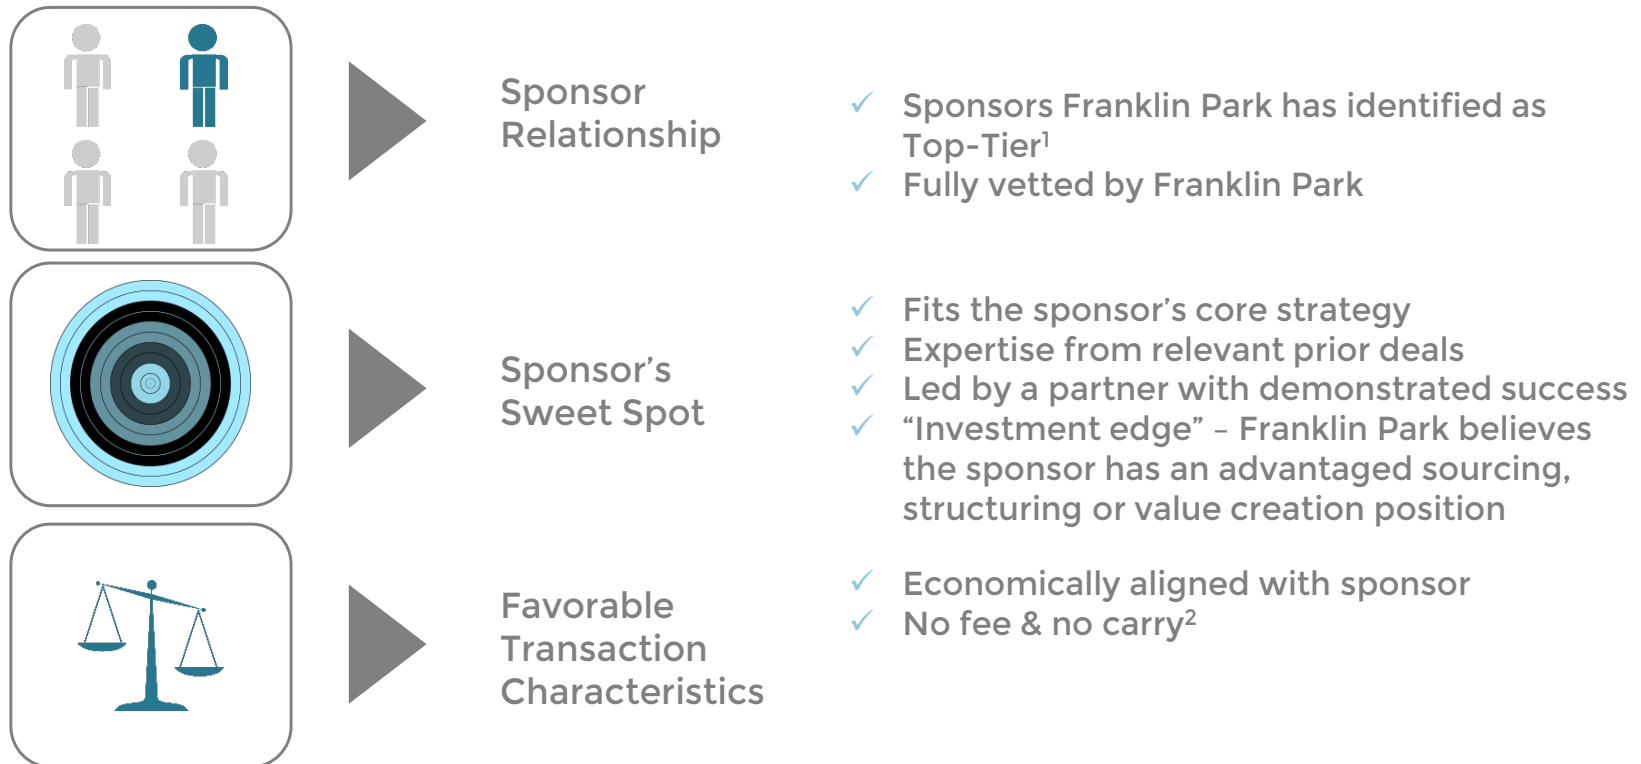 Sponsor
Relationship
✓ Sponsors Franklin Park has identified as
Top-Tier¹
✓ Fully vetted by Franklin Park
Sponsor’s
Sweet Spot
✓ Fits the sponsor’s core strategy
✓ Expertise from relevant prior deals
✓ Led by a partner with demonstrated success
✓ “Investment edge” – Franklin Park believes
the sponsor has an advantaged sourcing,
structuring or value creation position
Favorable
Transaction
Characteristics
✓ Economically aligned with sponsor
✓ No fee & no carry²